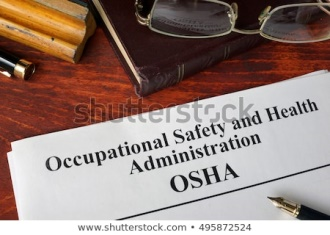 Occupational Safety and Health
Administration
OSHA
shutterstock
www.shutterstock.com · 495872524